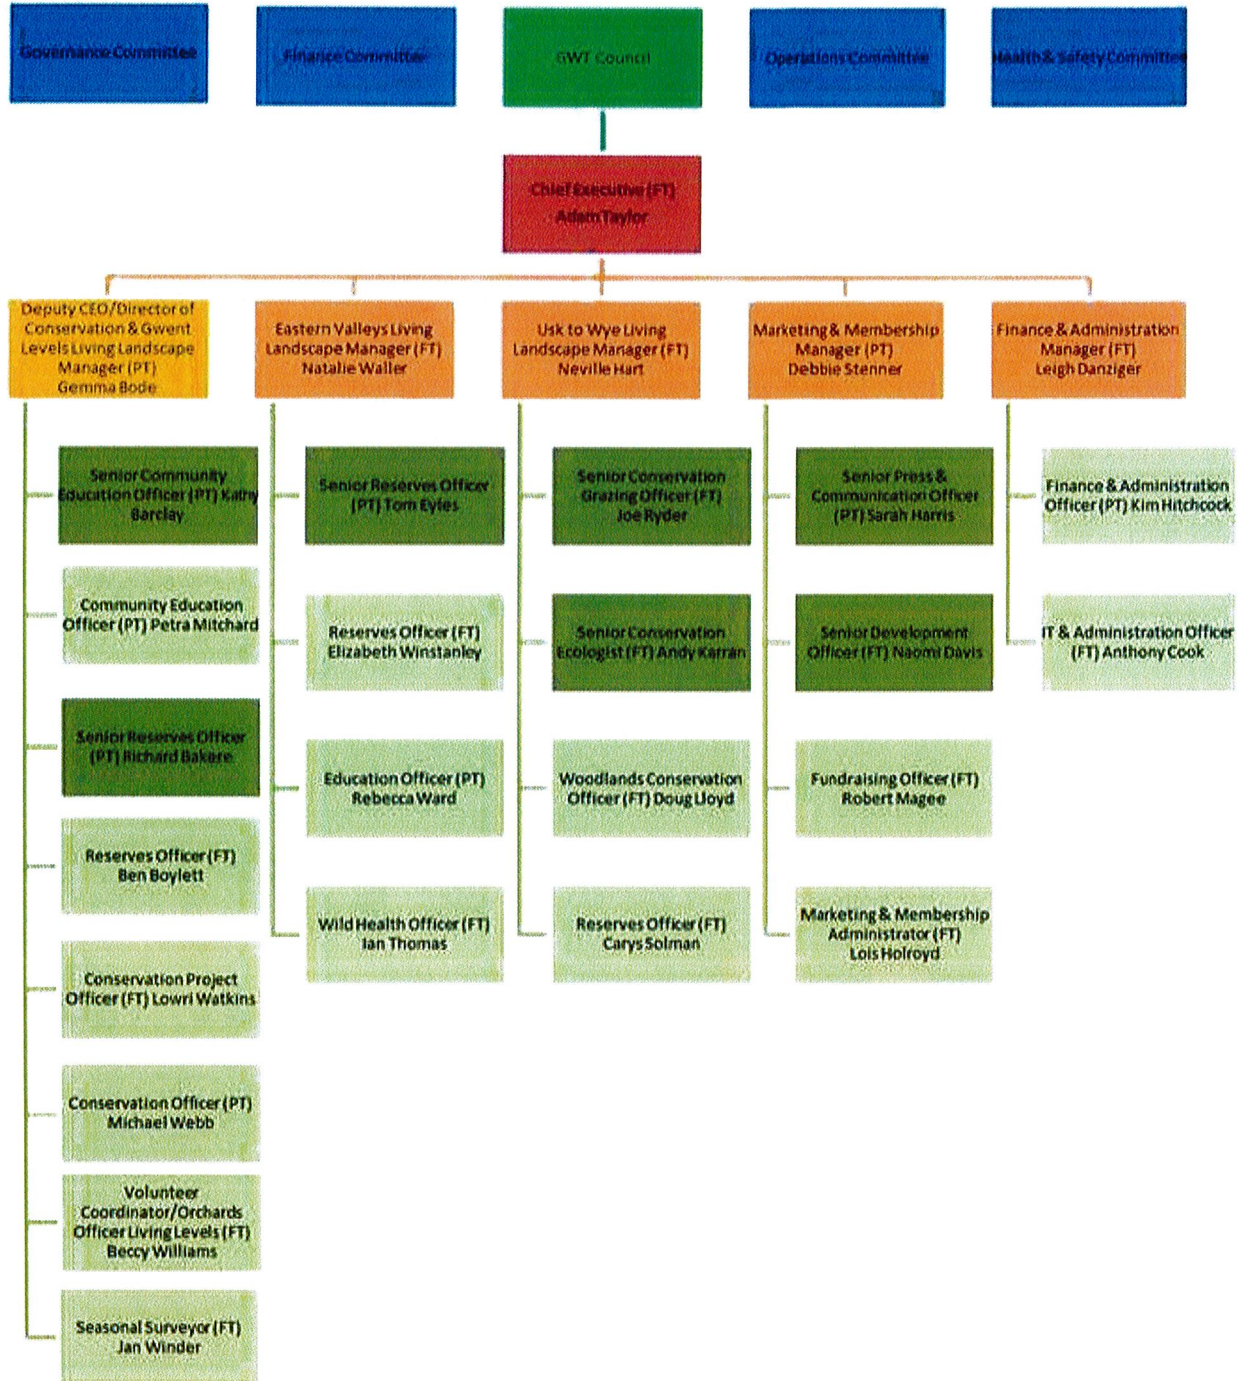 Governance Committee
Finance Committee
GWT Council
Operations Committee
Health & Safety Committee
Chief Executive (FT)
Adam Taylor
Deputy CEO/Director of
Conservation & Gwent
Levels Living Landscape
Manager (PT)
Gemma Bode
Eastern Valleys Living
Landscape Manager (FT)
Natalie Waller
Usk to Wye Living
Landscape Manager (FT)
Neville Hart
Marketing & Membership
Manager (PT)
Debbie Stenner
Finance & Administration
Manager (FT)
Leigh Danziger
Senior Community
Education Officer (PT) Kathy
Barclay
Community Education
Officer (PT) Petra Mitchard
Senior Reserves Officer
(PT) Richard Bakere
Reserves Officer (FT)
Ben Boylett
Conservation Project
Officer (FT) Lowri Watkins
Conservation Officer (PT)
Michael Webb
Volunteer
Coordinator/Orchards
Officer Living Levels (FT)
Beccy Williams
Seasonal Surveyor (FT)
Jan Winder
Senior Reserves Officer
(PT) Tom Eyles
Reserves Officer (FT)
Elizabeth Winstanley
Education Officer (PT)
Rebecca Ward
Wild Health Officer (FT)
Ian Thomas
Senior Conservation
Grazing Officer (FT)
Joe Ryder
Senior Conservation
Ecologist (FT) Andy Karran
Woodlands Conservation
Officer (FT) Doug Lloyd
Reserves Officer (FT)
Carys Solman
Senior Press &
Communication Officer
(PT) Sarah Harris
Senior Development
Officer (FT) Naomi Davis
Fundraising Officer (FT)
Robert Magee
Marketing & Membership
Administrator (FT)
Lois Holroyd
Finance & Administration
Officer (PT) Kim Hitchcock
IT & Administration Officer
(FT) Anthony Cook